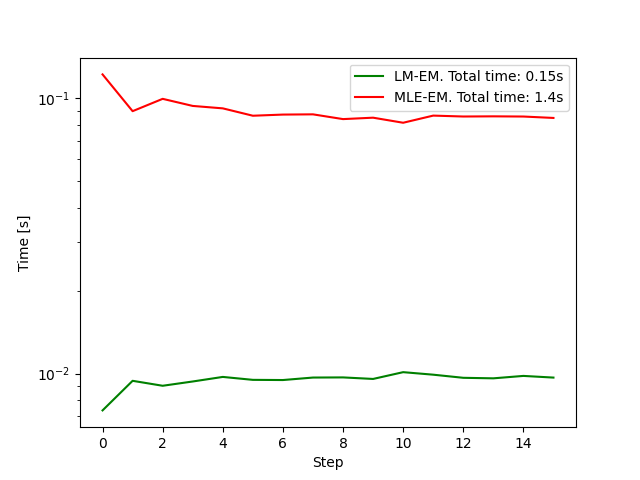 LM-EM. Total time: 0.15s
MLE-EM. Total time: 1.4s
10⁻¹
10⁻²
Time [s]
0 2 4 6 8 10 12 14
Step